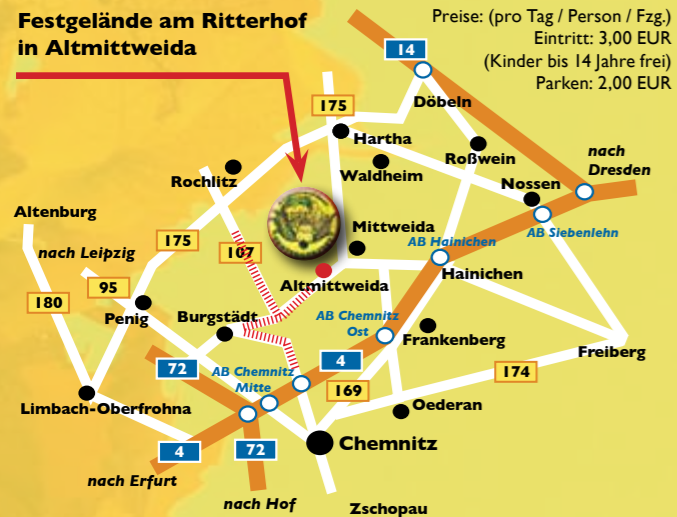 Festgelände am Ritterhof
in Altmittweida
Preise: (pro Tag / Person / Fzg.)
Eintritt: 3,00 EUR
(Kinder bis 14 Jahre frei)
Parken: 2,00 EUR
14
Döbeln
175
Hartha
Roßwein
nach
Dresden
Waldheim
Rochlitz
Nossen
Altenburg
Mittweida
AB Siebenlehn
AB Hainichen
nach Leipzig
175
107
Hainichen
Altmittweida
95
180
Penig
Burgstädt
AB Chemnitz
Ost
Frankenberg
Freiberg
72
AB Chemnitz
Mitte
4
174
169
Limbach-Oberfrohna
Oederan
4
72
Chemnitz
nach Erfurt
nach Hof
Zschopau